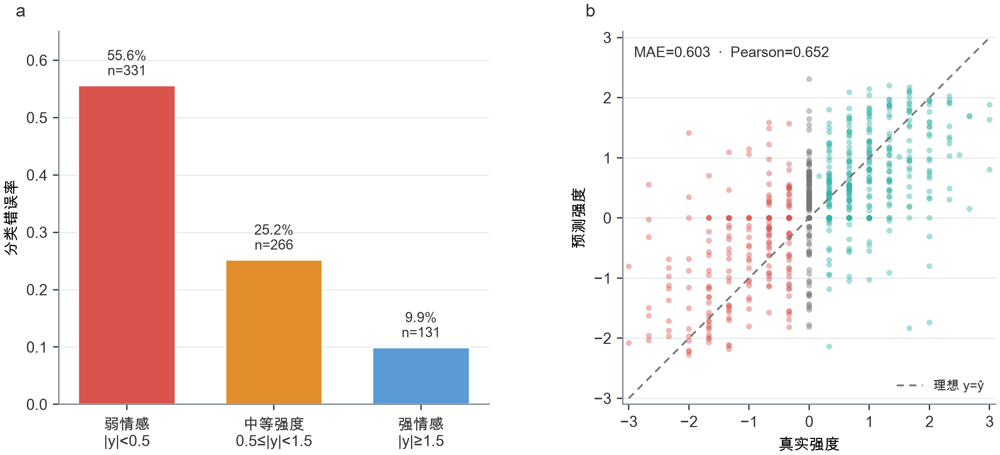 a
分类错误率
0.6
0.5
0.4
0.3
0.2
0.1
0.0
55.6%
n=331
25.2%
n=266
9.9%
n=131
弱情感
|y|<0.5
中等强度
0.5≤|y|<1.5
强情感
|y|≥1.5
b
预测强度
3
2
1
0
−1
−2
−3
MAE=0.603 · Pearson=0.652
理想 y=ŷ
−3 −2 −1 0 1 2 3
真实强度